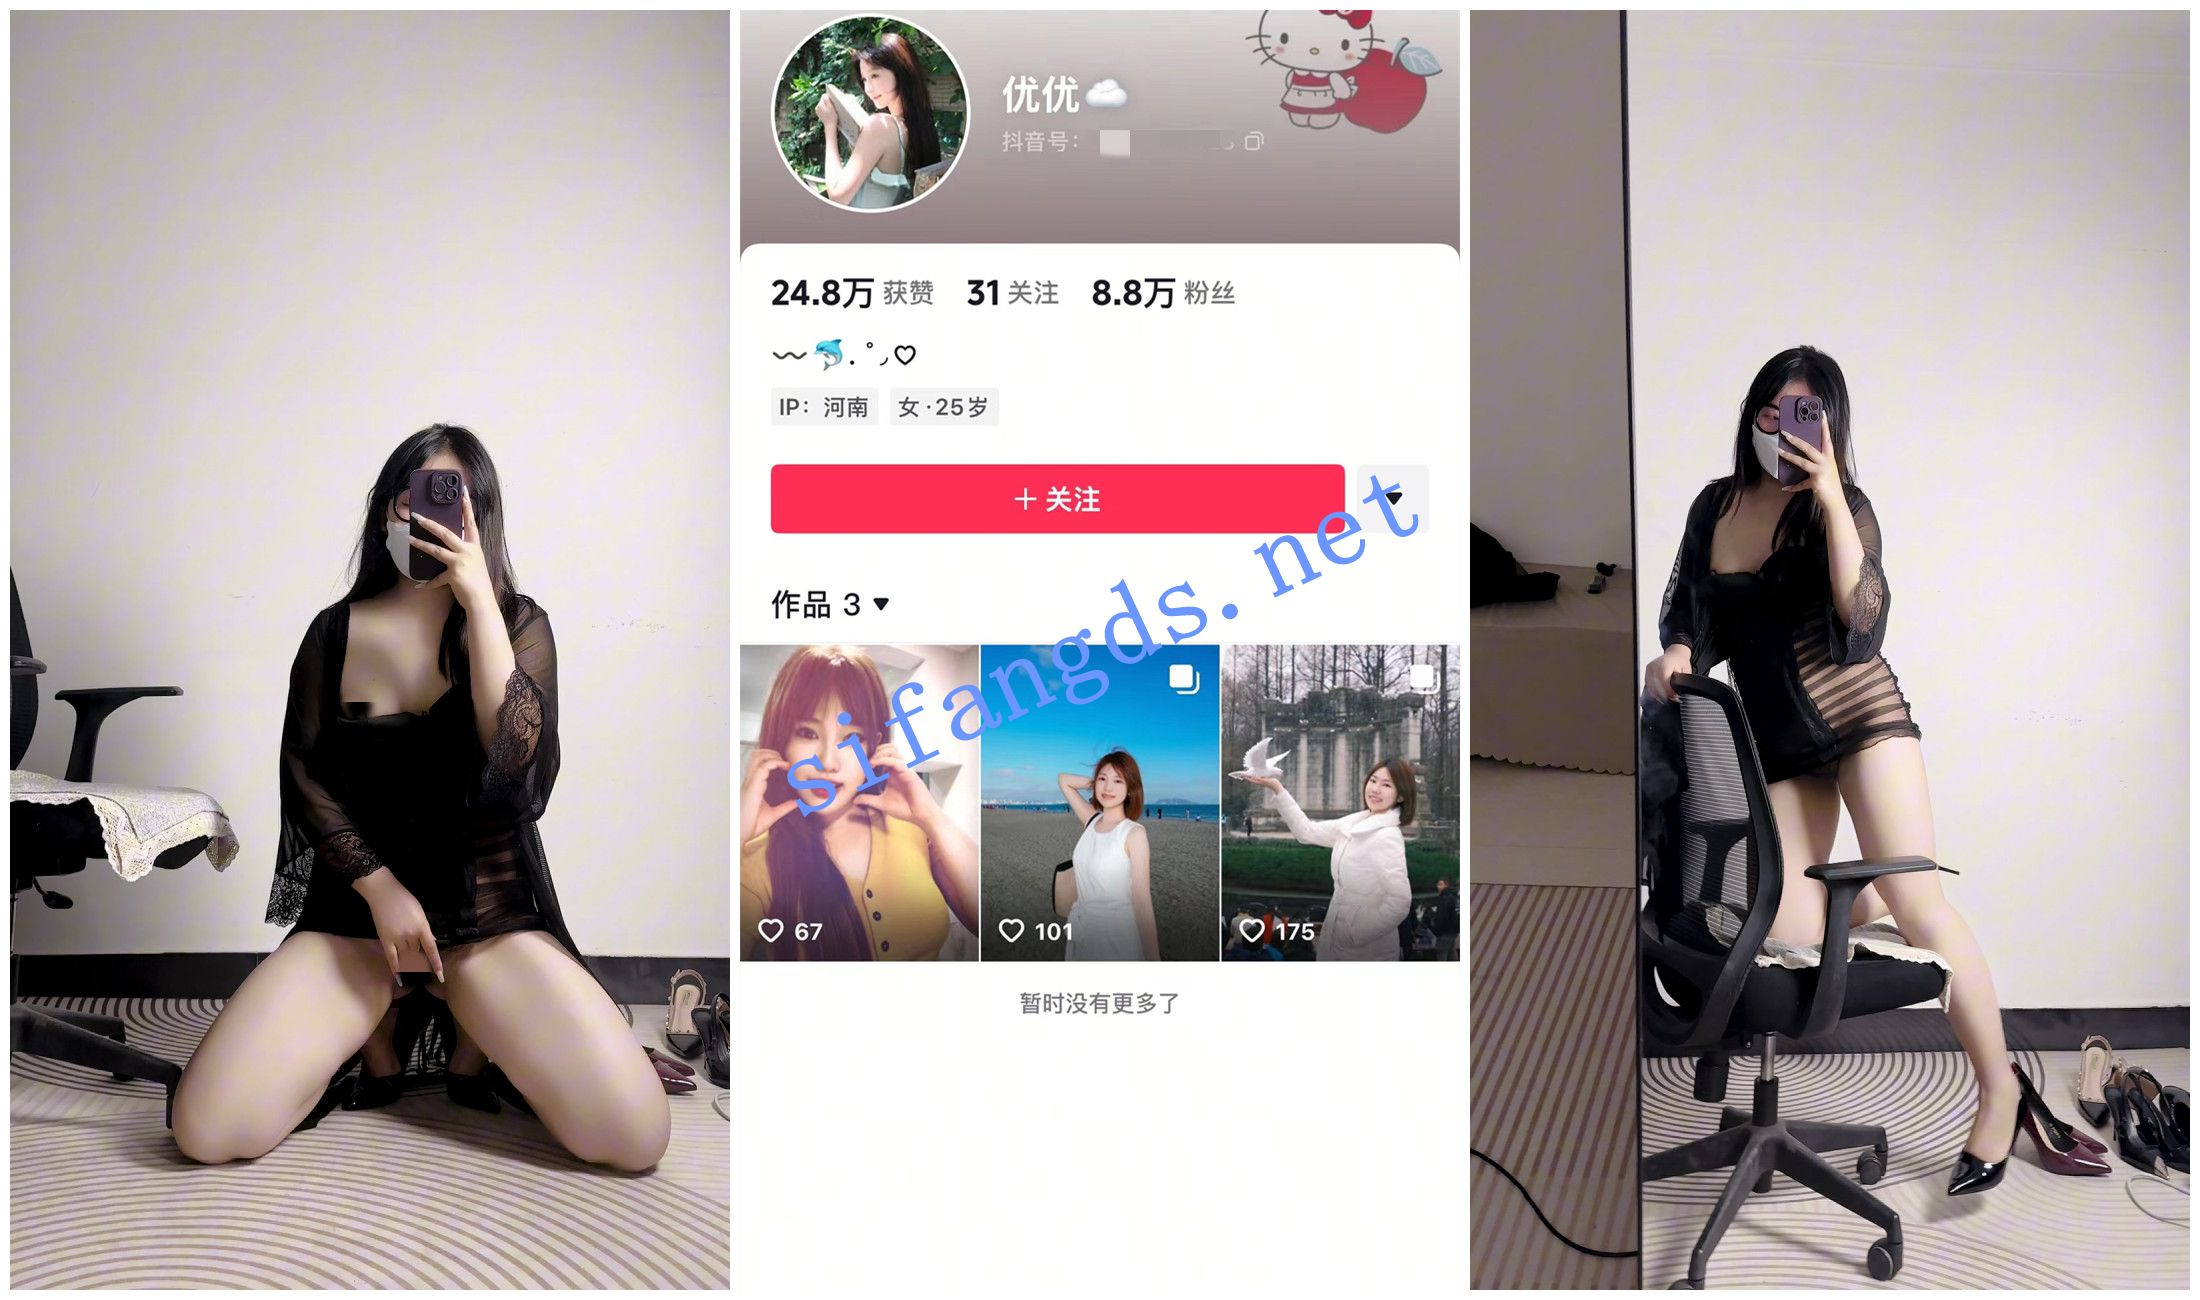 优优
抖音号：
24.8万 获赞 31 关注 8.8万 粉丝
IP：河南 女·25岁
+ 关注
作品 3
67 101 175
暂时没有更多了
sifangds.net